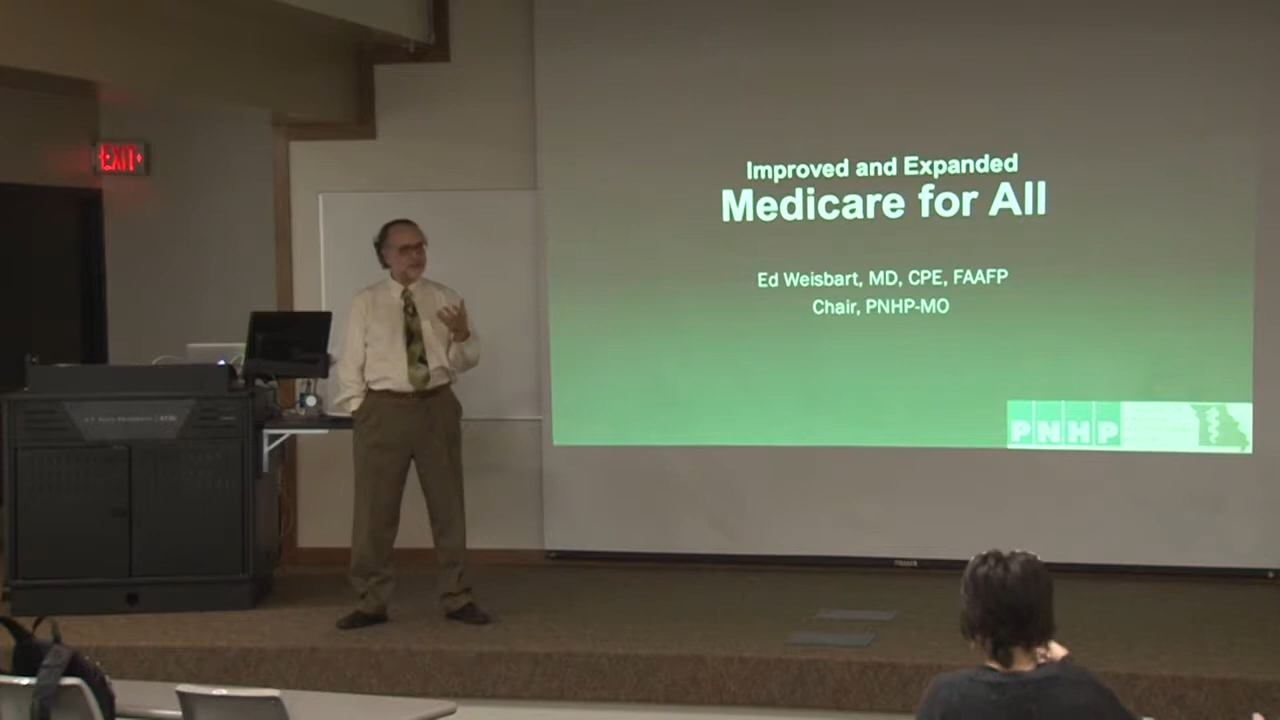 EXIT
Improved and Expanded
Medicare for All
Ed Weisbart, MD, CPE, FAAFP
Chair, PNHP-MO
PNHP